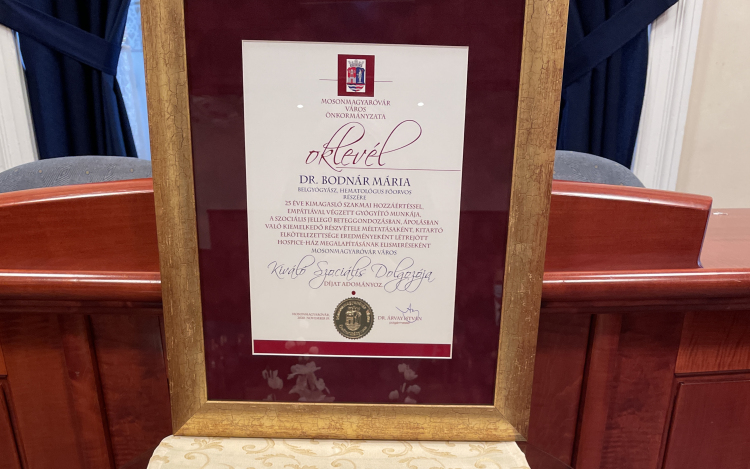 MOSONMAGYARÓVÁR
VÁROS
ÖNKORMÁNYZATA
oklevél
DR. BODNÁR MÁRIA
BELGYÓGYÁSZ, HEMATOLÓGUS FŐORVOS
RÉSZÉRE
25 ÉVE KIMAGASLÓ SZAKMAI HOZZÁÉRTÉSSEL,
EMPÁTIÁVAL VÉGZETT GYÓGYÍTÓ MUNKÁJA,
A SZOCIÁLIS JELLEGŰ BETEGGONDOZÁSBAN, ÁPOLÁSBAN
VALÓ KIEMELKEDŐ RÉSZVÉTELE MÉLTATÁSAKÉNT, KITARTÓ
ELKÖTELEZETTSÉGE EREDMÉNYEKÉNT LÉTREJÖTT
HOSPICE-HÁZ MEGALAPÍTÁSÁNAK ELISMERÉSEKÉNT
MOSONMAGYARÓVÁR VÁROS
Kiváló Szociális Dolgozója
DÍJAT ADOMÁNYOZ
MOSONMAGYARÓVÁR
DR. ÁRVAY ISTVÁN